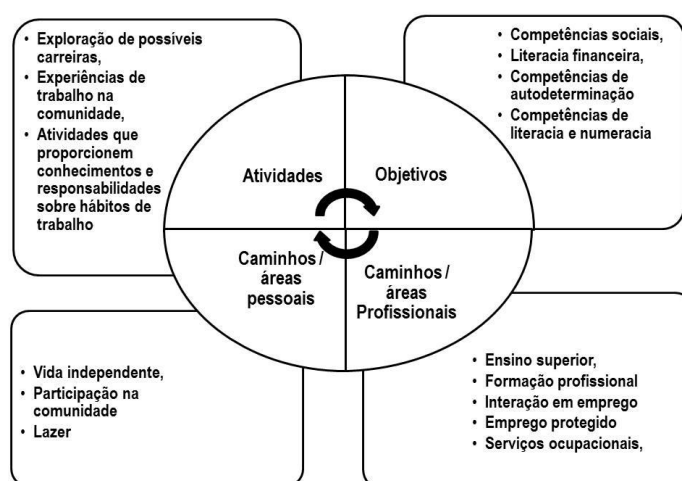 • Exploração de possíveis
carreiras,
• Experiências de
trabalho na
comunidade,
• Atividades que
proporcionem
conhecimentos e
responsabilidades
sobre hábitos de
trabalho
• Competências sociais,
• Literacia financeira,
• Competências de
autodeterminação
• Competências de
literacia e numeracia
Atividades
Objetivos
Caminhos /
áreas
pessoais
Caminhos /
áreas
Profissionais
• Vida independente,
• Participação na
comunidade
• Lazer
• Ensino superior,
• Formação profissional
• Interação em emprego
• Emprego protegido
• Serviços ocupacionais,